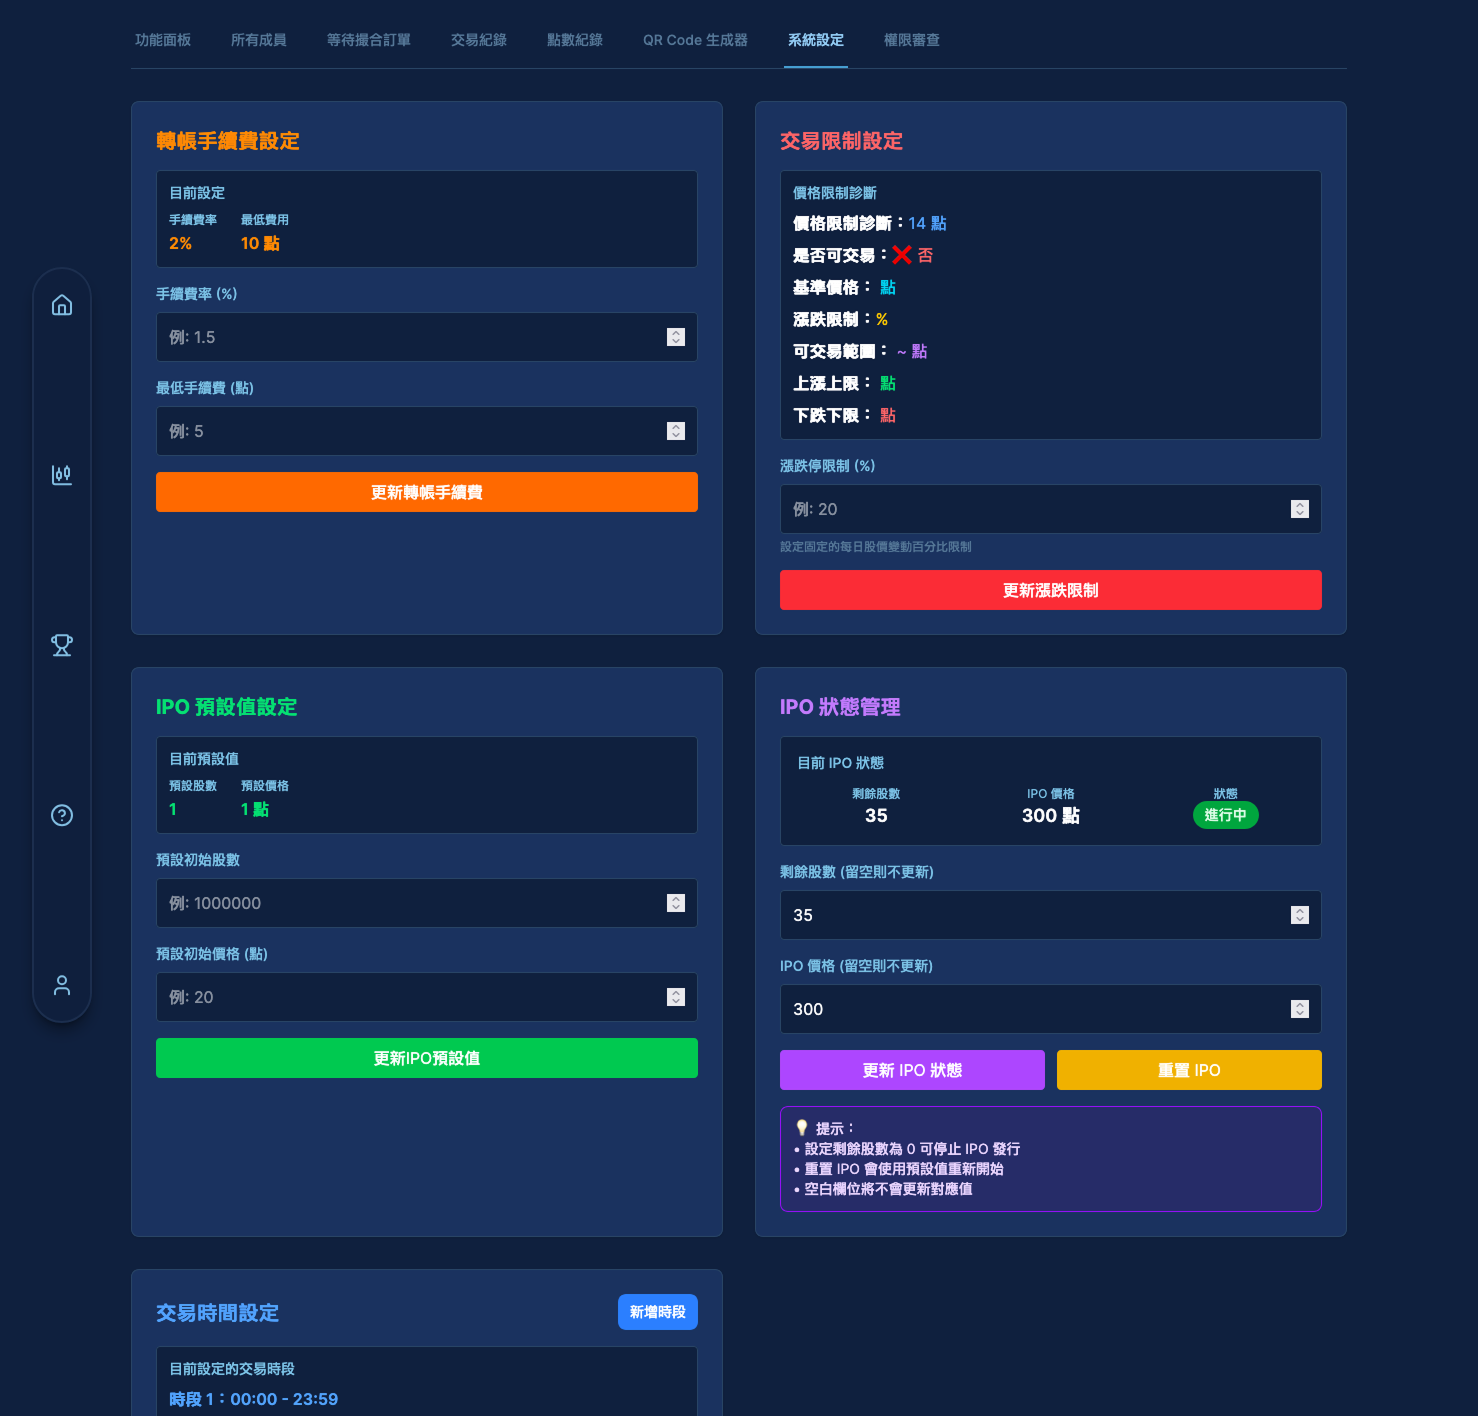 功能面板 所有成員 等待撮合訂單 交易紀錄 點數紀錄 QR Code 生成器 系統設定 權限審查
轉帳手續費設定
目前設定
手續費率 最低費用
2% 10 點
手續費率 (%)
例: 1.5
最低手續費 (點)
例: 5
更新轉帳手續費
交易限制設定
價格限制診斷
價格限制診斷：14 點
是否可交易：❌ 否
基準價格： 點
漲跌限制：%
可交易範圍： ~ 點
上漲上限： 點
下跌下限： 點
漲跌停限制 (%)
例: 20
設定固定的每日股價變動百分比限制
更新漲跌限制
IPO 預設值設定
目前預設值
預設股數 預設價格
1 1 點
預設初始股數
例: 1000000
預設初始價格 (點)
例: 20
更新IPO預設值
IPO 狀態管理
目前 IPO 狀態
剩餘股數 IPO 價格 狀態
35 300 點 進行中
剩餘股數 (留空則不更新)
35
IPO 價格 (留空則不更新)
300
更新 IPO 狀態 重置 IPO
💡 提示：
• 設定剩餘股數為 0 可停止 IPO 發行
• 重置 IPO 會使用預設值重新開始
• 空白欄位將不會更新對應值
交易時間設定 新增時段
目前設定的交易時段
時段 1：00:00 - 23:59